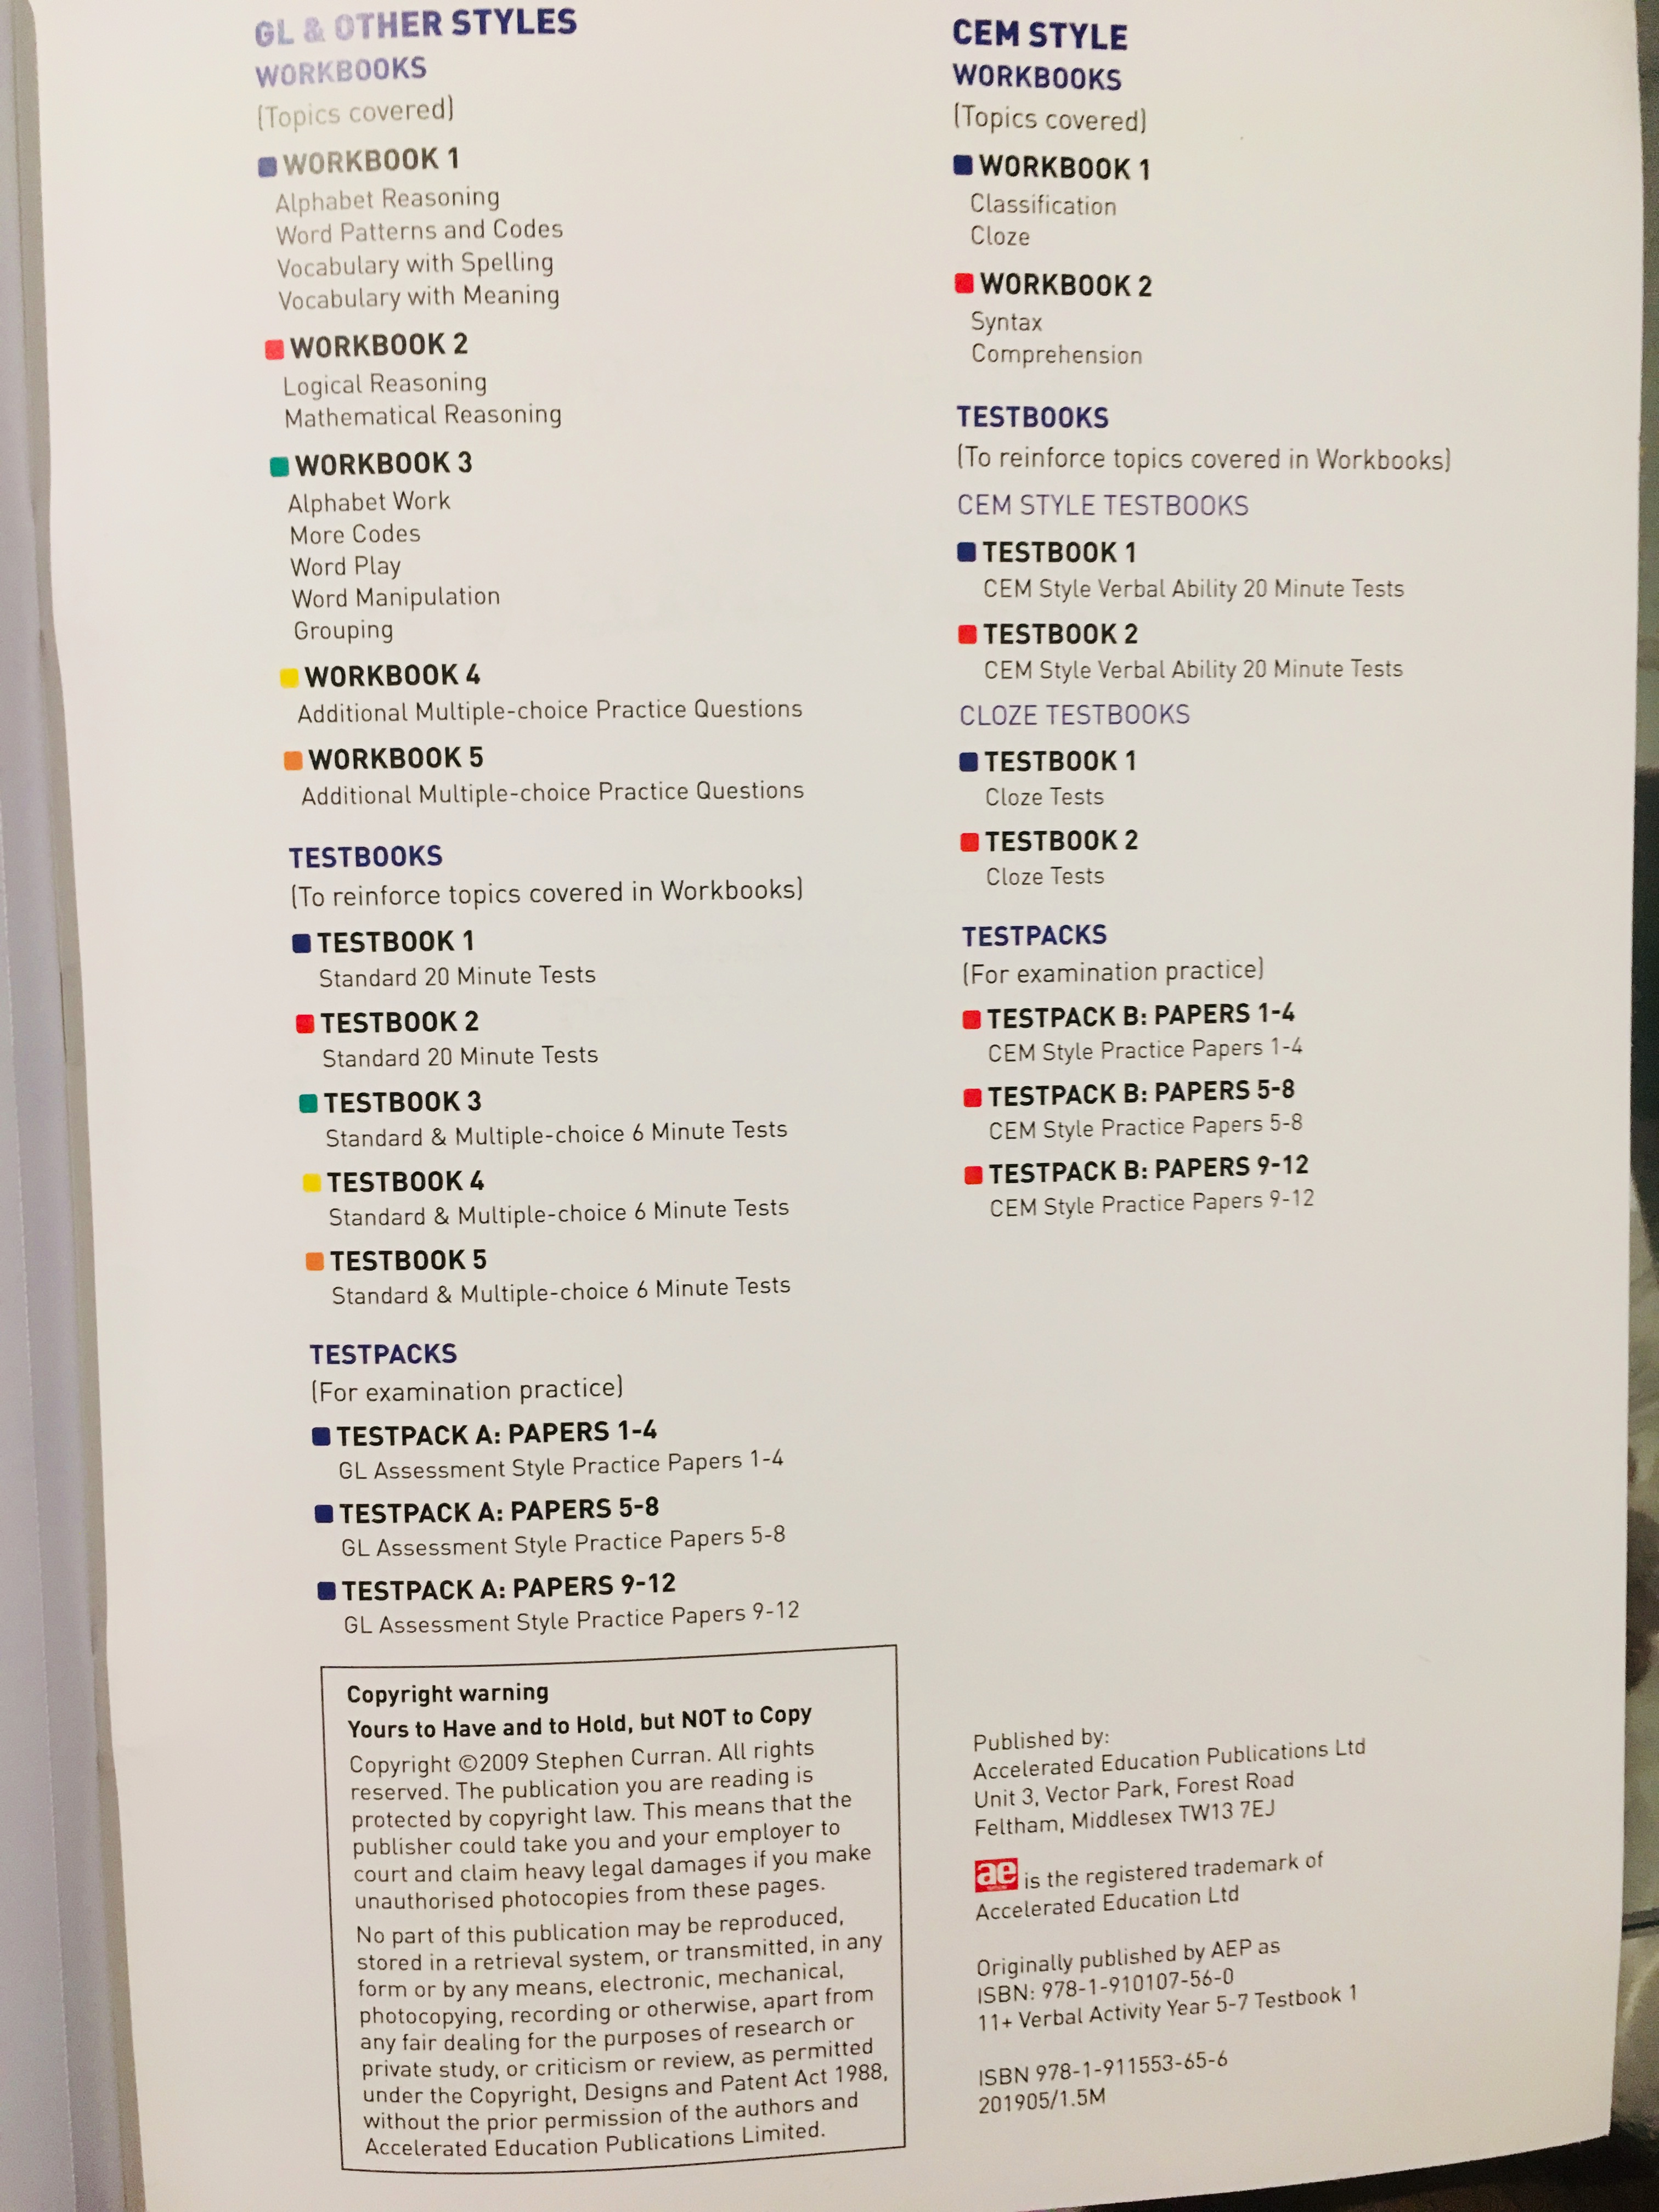 GL & OTHER STYLES
WORKBOOKS
(Topics covered)
WORKBOOK 1
Alphabet Reasoning
Word Patterns and Codes
Vocabulary with Spelling
Vocabulary with Meaning
WORKBOOK 2
Logical Reasoning
Mathematical Reasoning
WORKBOOK 3
Alphabet Work
More Codes
Word Play
Word Manipulation
Grouping
WORKBOOK 4
Additional Multiple-choice Practice Questions
WORKBOOK 5
Additional Multiple-choice Practice Questions
TESTBOOKS
(To reinforce topics covered in Workbooks)
TESTBOOK 1
Standard 20 Minute Tests
TESTBOOK 2
Standard 20 Minute Tests
TESTBOOK 3
Standard & Multiple-choice 6 Minute Tests
TESTBOOK 4
Standard & Multiple-choice 6 Minute Tests
TESTBOOK 5
Standard & Multiple-choice 6 Minute Tests
TESTPACKS
(For examination practice)
TESTPACK A: PAPERS 1-4
GL Assessment Style Practice Papers 1-4
TESTPACK A: PAPERS 5-8
GL Assessment Style Practice Papers 5-8
TESTPACK A: PAPERS 9-12
GL Assessment Style Practice Papers 9-12
Copyright warning
Yours to Have and to Hold, but NOT to Copy
Copyright ©2009 Stephen Curran. All rights
reserved. The publication you are reading is
protected by copyright law. This means that the
publisher could take you and your employer to
court and claim heavy legal damages if you make
unauthorised photocopies from these pages.
No part of this publication may be reproduced,
stored in a retrieval system, or transmitted, in any
form or by any means, electronic, mechanical,
photocopying, recording or otherwise, apart from
any fair dealing for the purposes of research or
private study, or criticism or review, as permitted
under the Copyright, Designs and Patent Act 1988,
without the prior permission of the authors and
Accelerated Education Publications Limited.
CEM STYLE
WORKBOOKS
(Topics covered)
WORKBOOK 1
Classification
Cloze
WORKBOOK 2
Syntax
Comprehension
TESTBOOKS
(To reinforce topics covered in Workbooks)
CEM STYLE TESTBOOKS
TESTBOOK 1
CEM Style Verbal Ability 20 Minute Tests
TESTBOOK 2
CEM Style Verbal Ability 20 Minute Tests
CLOZE TESTBOOKS
TESTBOOK 1
Cloze Tests
TESTBOOK 2
Cloze Tests
TESTPACKS
(For examination practice)
TESTPACK B: PAPERS 1-4
CEM Style Practice Papers 1-4
TESTPACK B: PAPERS 5-8
CEM Style Practice Papers 5-8
TESTPACK B: PAPERS 9-12
CEM Style Practice Papers 9-12
Published by:
Accelerated Education Publications Ltd
Unit 3, Vector Park, Forest Road
Feltham, Middlesex TW13 7EJ
ae is the registered trademark of
Accelerated Education Ltd
Originally published by AEP as
ISBN: 978-1-910107-56-0
11+ Verbal Activity Year 5-7 Testbook 1
ISBN 978-1-911553-65-6
201905/1.5M